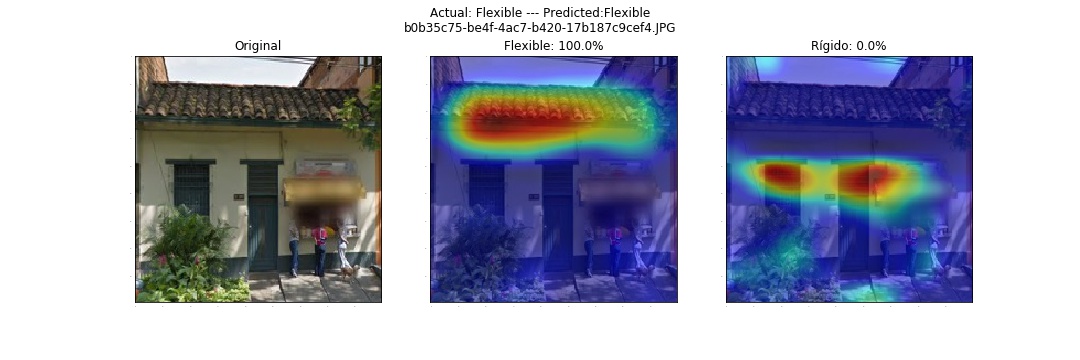 Actual: Flexible --- Predicted:Flexible
b0b35c75-be4f-4ac7-b420-17b187c9cef4.JPG
Original
Flexible: 100.0%
Rígido: 0.0%